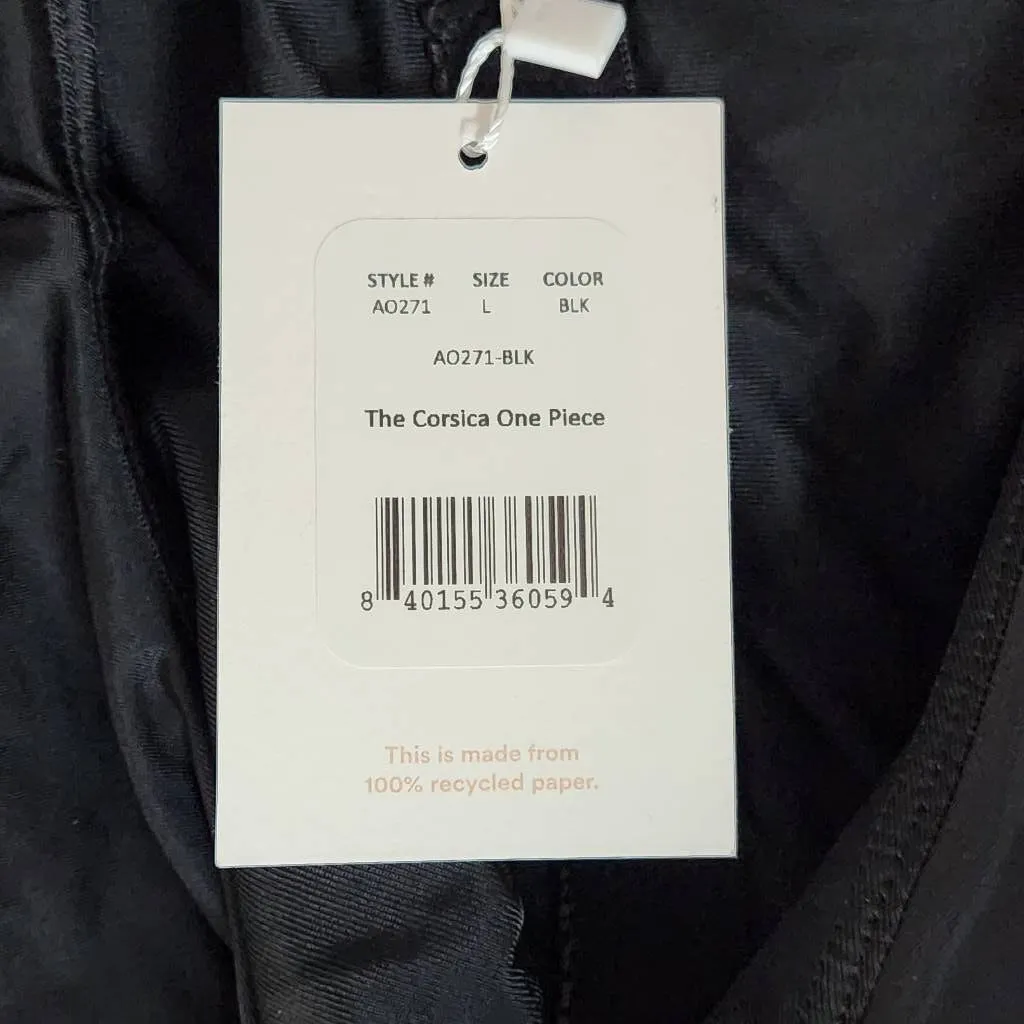 STYLE # SIZE COLOR
AO271 L BLK
AO271-BLK
The Corsica One Piece
8 40155 36059 4
This is made from
100% recycled paper.